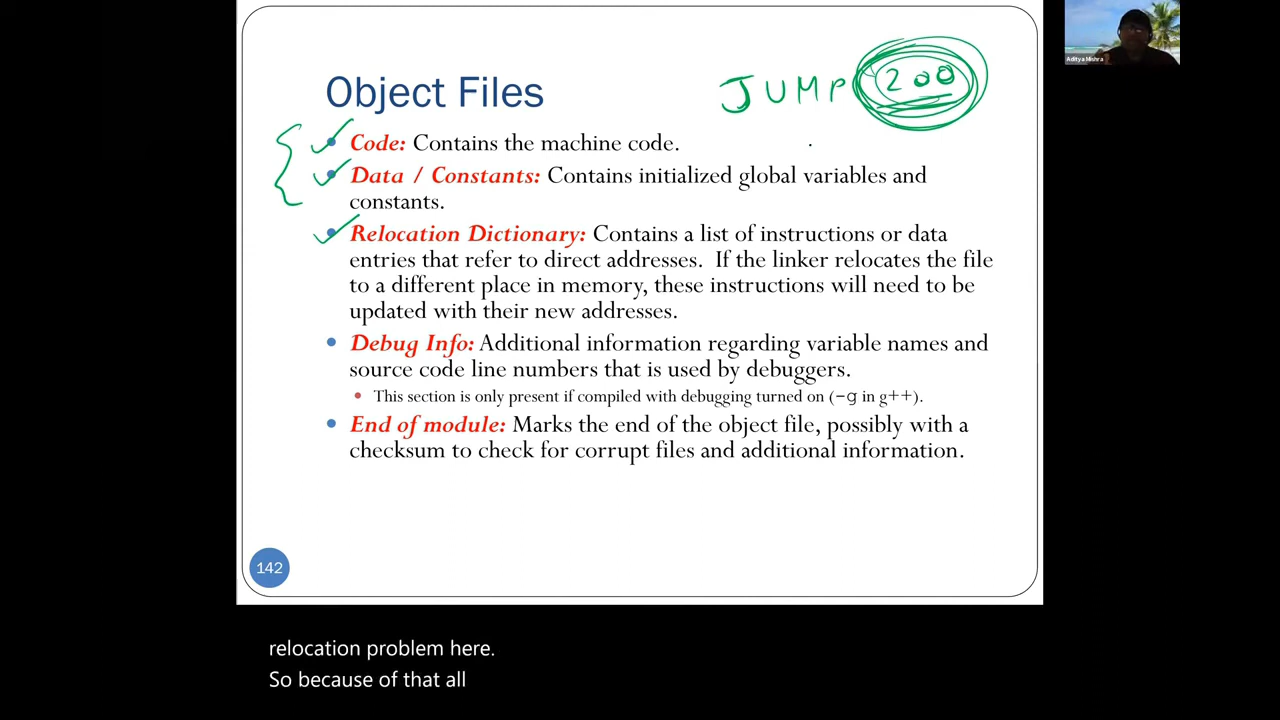 Object Files
JUMP 200
Code: Contains the machine code.
Data / Constants: Contains initialized global variables and
constants.
Relocation Dictionary: Contains a list of instructions or data
entries that refer to direct addresses. If the linker relocates the file
to a different place in memory, these instructions will need to be
updated with their new addresses.
Debug Info: Additional information regarding variable names and
source code line numbers that is used by debuggers.
This section is only present if compiled with debugging turned on (-g in g++).
End of module: Marks the end of the object file, possibly with a
checksum to check for corrupt files and additional information.
142
Aditya Mishra
relocation problem here.
So because of that all